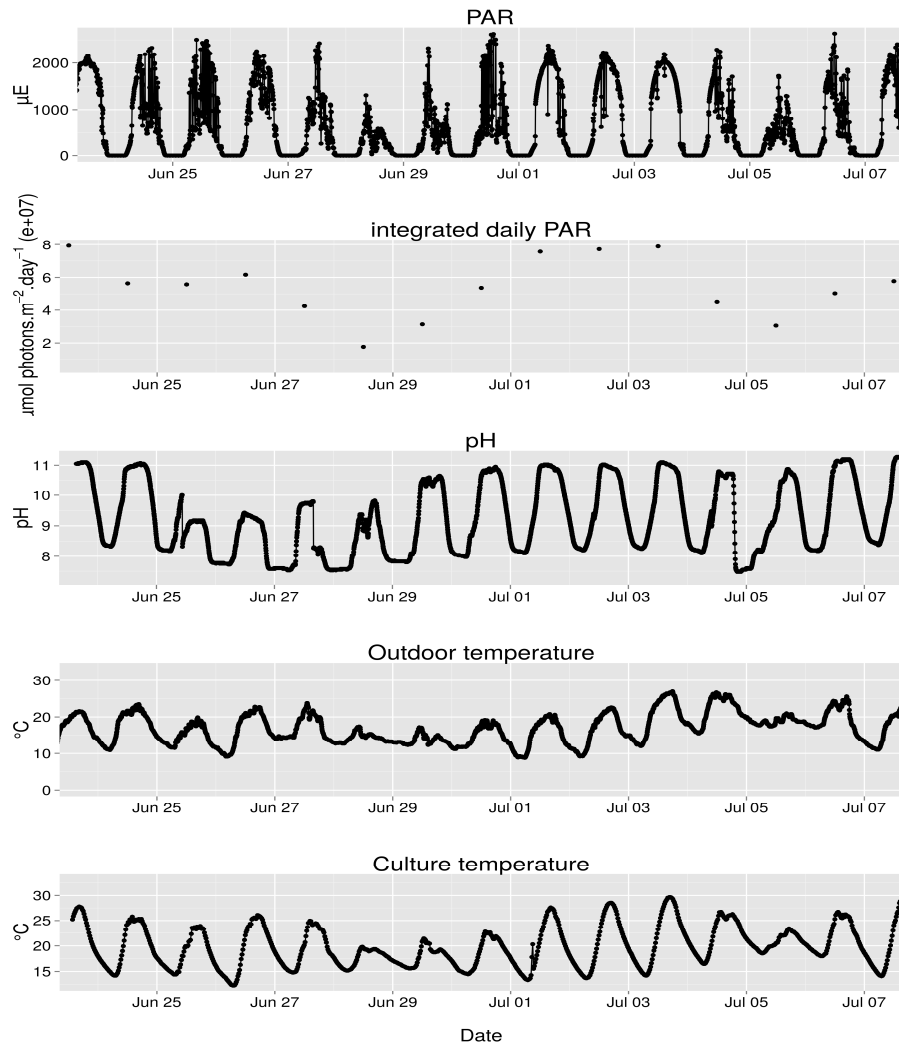 PAR
µE
2000
1000
0
Jun 25 Jun 27 Jun 29 Jul 01 Jul 03 Jul 05 Jul 07
integrated daily PAR
µmol photons.m⁻².day⁻¹ (e+07)
8
6
4
2
Jun 25 Jun 27 Jun 29 Jul 01 Jul 03 Jul 05 Jul 07
pH
pH
11
10
9
8
Jun 25 Jun 27 Jun 29 Jul 01 Jul 03 Jul 05 Jul 07
Outdoor temperature
°C
30
20
10
0
Jun 25 Jun 27 Jun 29 Jul 01 Jul 03 Jul 05 Jul 07
Culture temperature
°C
30
25
20
15
Jun 25 Jun 27 Jun 29 Jul 01 Jul 03 Jul 05 Jul 07
Date